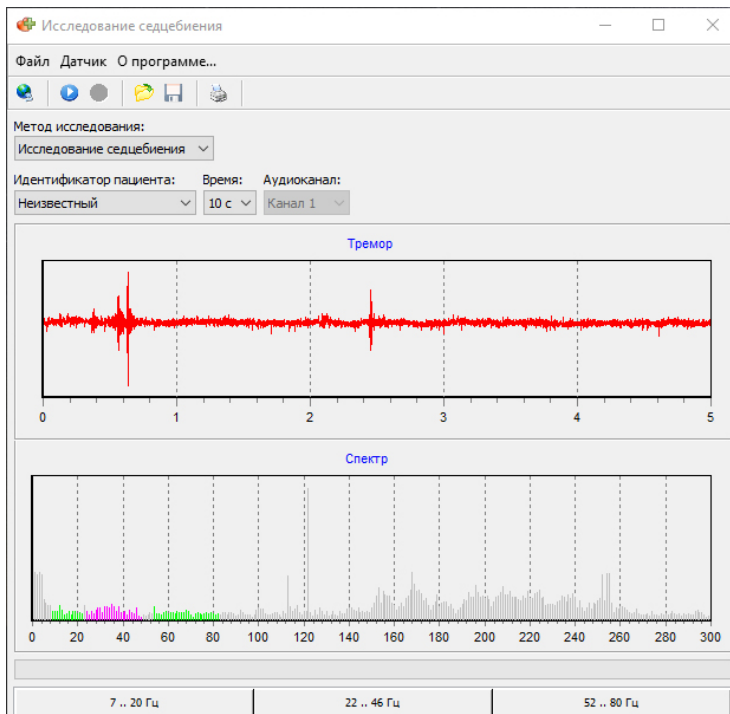 Исследование седцебиения
Файл Датчик О программе...
Метод исследования:
Исследование седцебиения
Идентификатор пациента: Время: Аудиоканал:
Неизвестный 10 с Канал 1
Тремор
0 1 2 3 4 5
Спектр
0 20 40 60 80 100 120 140 160 180 200 220 240 260 280 300
7 .. 20 Гц 22 .. 46 Гц 52 .. 80 Гц